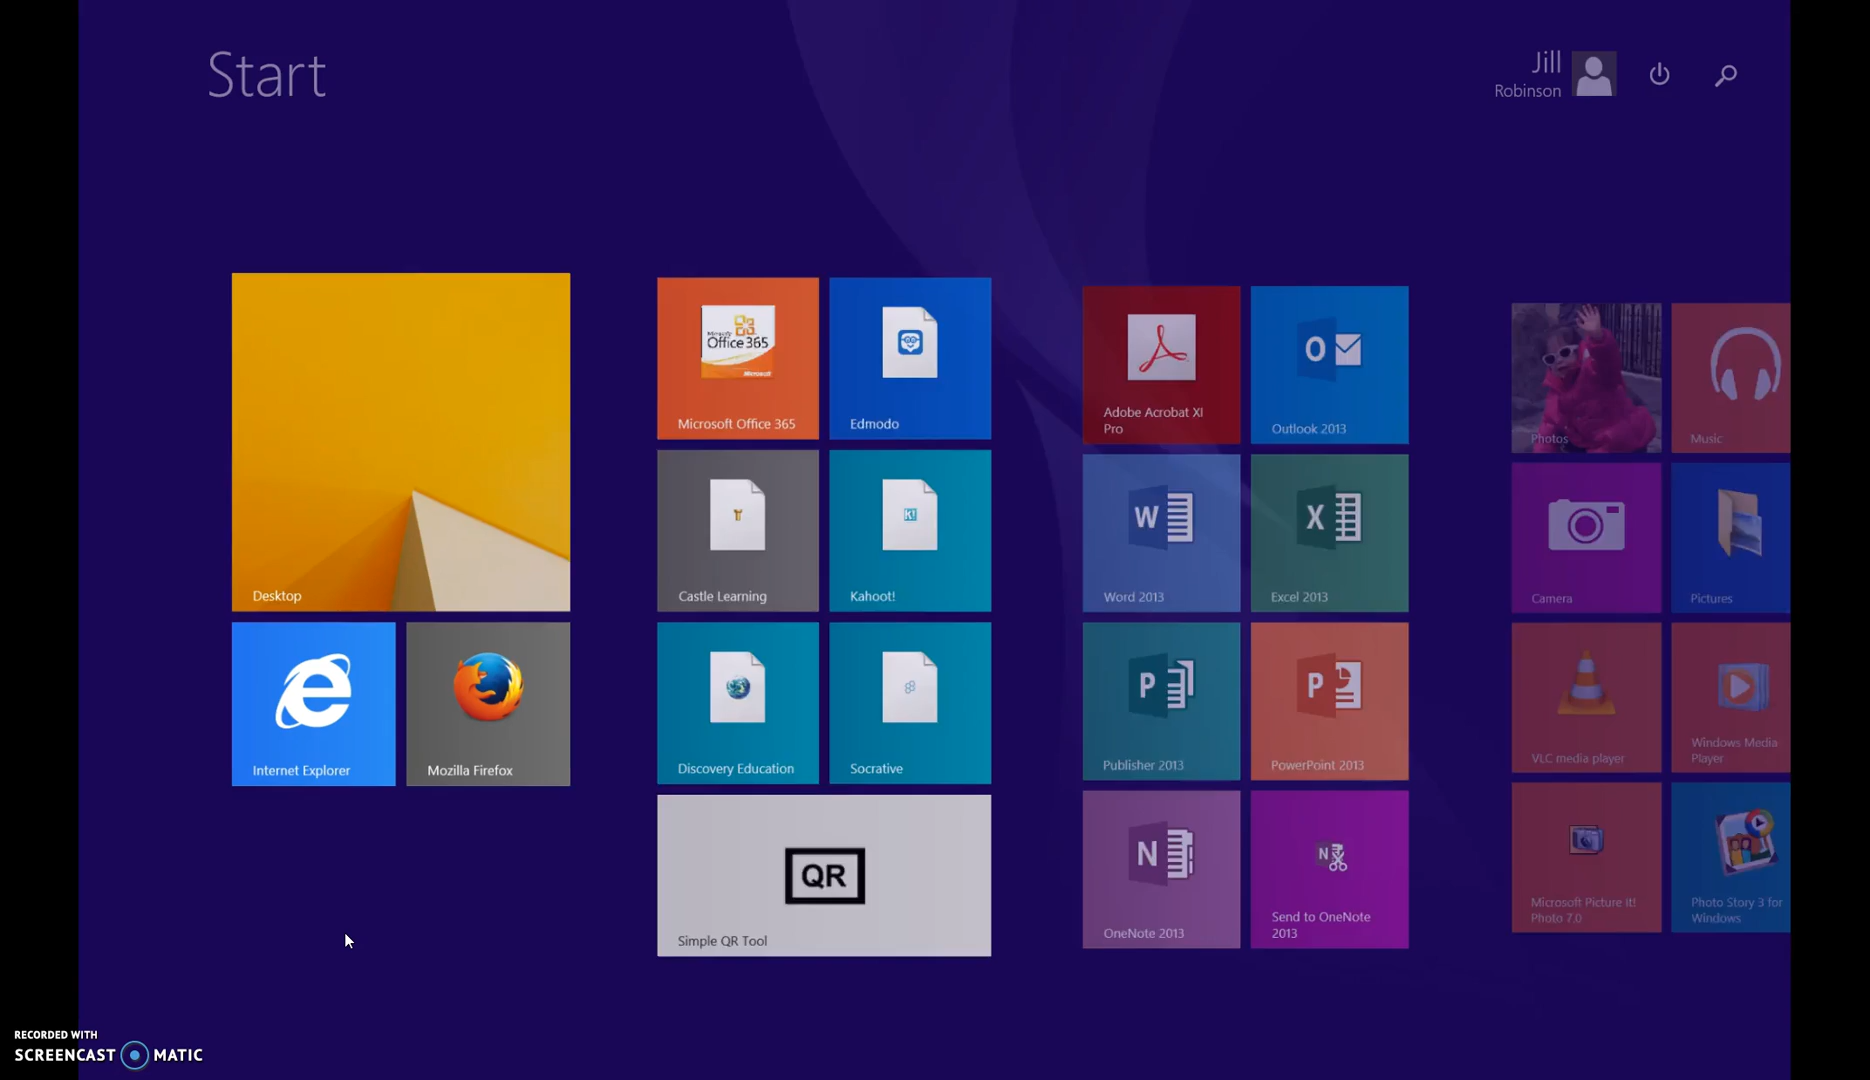 Start
Jill
Robinson
Microsoft
Office 365
Microsoft
Microsoft Office 365
Edmodo
Adobe Acrobat XI
Pro
O
Outlook 2013
Photos
Music
Desktop
Castle Learning
K!
Kahoot!
W
Word 2013
X
Excel 2013
Camera
Pictures
Internet Explorer
Mozilla Firefox
Discovery Education
Socrative
P
Publisher 2013
P
PowerPoint 2013
VLC media player
Windows Media
Player
QR
Simple QR Tool
N
OneNote 2013
N
Send to OneNote
2013
Microsoft Picture It!
Photo 7.0
Photo Story 3 for
Windows
RECORDED WITH
SCREENCAST MATIC